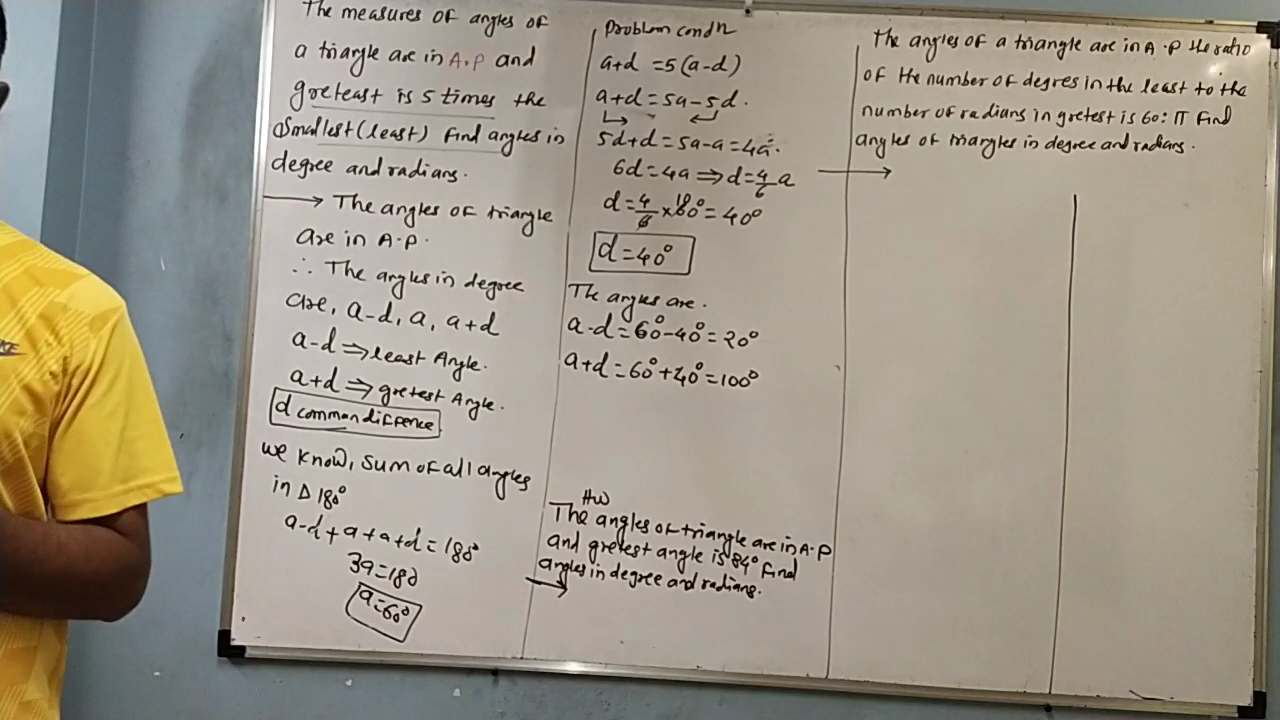 The measures of angles of
a triangle are in A.P and
greteast is 5 times the
Smallest (least) Find angles in
degree and radians.
→ The angles of triangle
are in A.P.
∴ The angles in degree
are, a-d, a, a+d
a-d ⇒ least Angle.
a+d ⇒ gretest Angle.
d common diffence
We know, sum of all angles
in Δ 180°
a-d+a+a+d=180°
3a=180
a=60°
Problem condn
a+d =5(a-d)
a+d=5a-5d.
5d+d=5a-a=4a.
6d=4a ⇒ d=4/6 a
d=4/6 × 60° = 40°
d=40°
The angles are.
a-d=60°-40°=20°
a+d=60°+40°=100°
HW
The angles of triangle are in A.P
and gretest angle is 84° Find
angles in degree and radians.
→
The angles of a triangle are in A.P the ratio
of the number of degres in the least to the
number of radians in gretest is 60:π Find
angles of triangles in degree and radians.
→